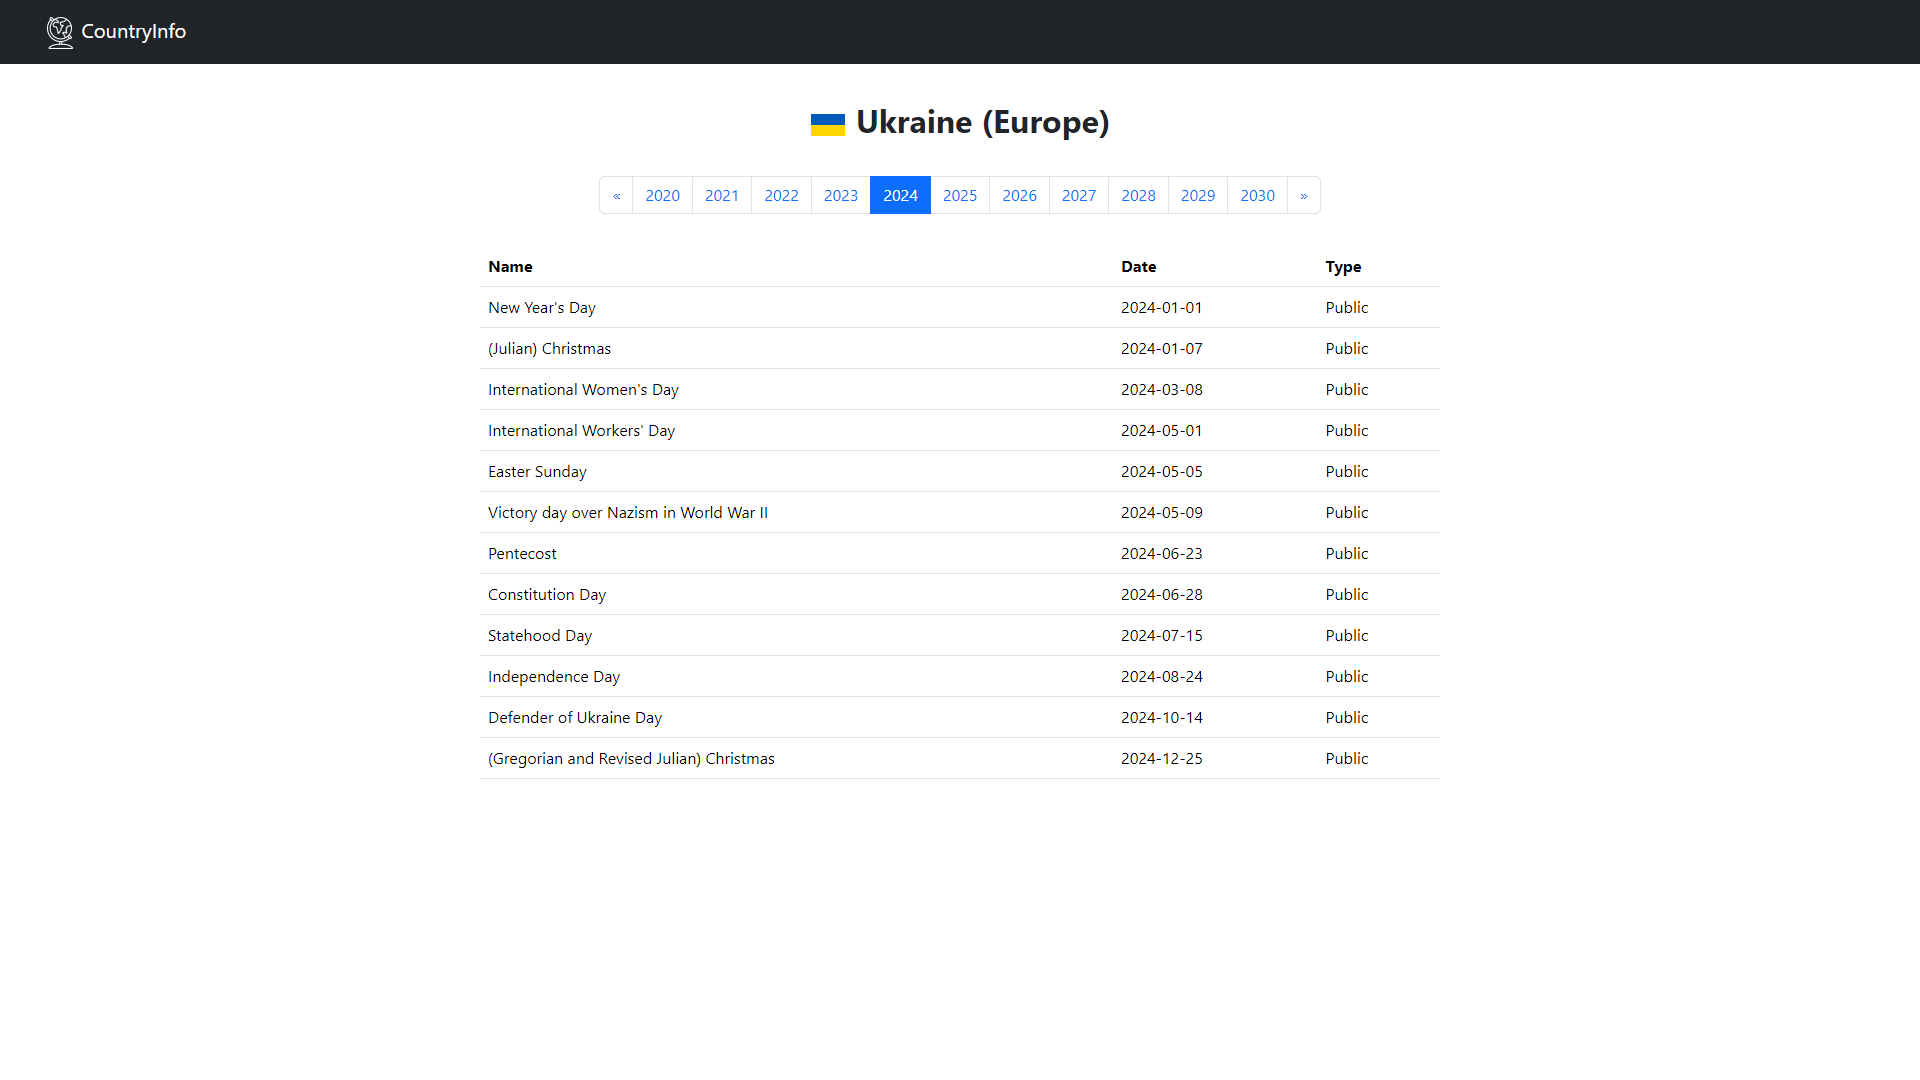 CountryInfo
Ukraine (Europe)
« 2020 2021 2022 2023 2024 2025 2026 2027 2028 2029 2030 »
Name Date Type
New Year's Day 2024-01-01 Public
(Julian) Christmas 2024-01-07 Public
International Women's Day 2024-03-08 Public
International Workers' Day 2024-05-01 Public
Easter Sunday 2024-05-05 Public
Victory day over Nazism in World War II 2024-05-09 Public
Pentecost 2024-06-23 Public
Constitution Day 2024-06-28 Public
Statehood Day 2024-07-15 Public
Independence Day 2024-08-24 Public
Defender of Ukraine Day 2024-10-14 Public
(Gregorian and Revised Julian) Christmas 2024-12-25 Public